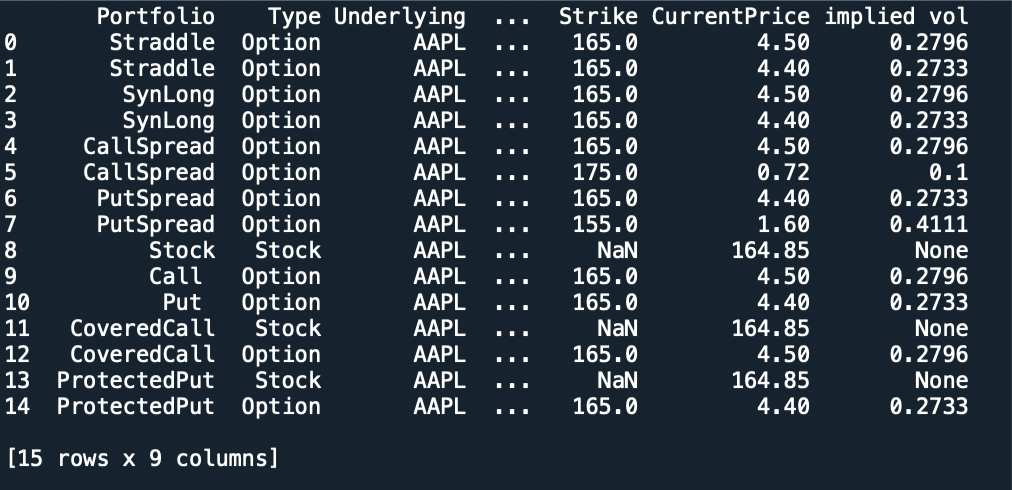 Portfolio Type Underlying ... Strike CurrentPrice implied vol
0 Straddle Option AAPL ... 165.0 4.50 0.2796
1 Straddle Option AAPL ... 165.0 4.40 0.2733
2 SynLong Option AAPL ... 165.0 4.50 0.2796
3 SynLong Option AAPL ... 165.0 4.40 0.2733
4 CallSpread Option AAPL ... 165.0 4.50 0.2796
5 CallSpread Option AAPL ... 175.0 0.72 0.1
6 PutSpread Option AAPL ... 165.0 4.40 0.2733
7 PutSpread Option AAPL ... 155.0 1.60 0.4111
8 Stock Stock AAPL ... NaN 164.85 None
9 Call Option AAPL ... 165.0 4.50 0.2796
10 Put Option AAPL ... 165.0 4.40 0.2733
11 CoveredCall Stock AAPL ... NaN 164.85 None
12 CoveredCall Option AAPL ... 165.0 4.50 0.2796
13 ProtectedPut Stock AAPL ... NaN 164.85 None
14 ProtectedPut Option AAPL ... 165.0 4.40 0.2733
[15 rows x 9 columns]